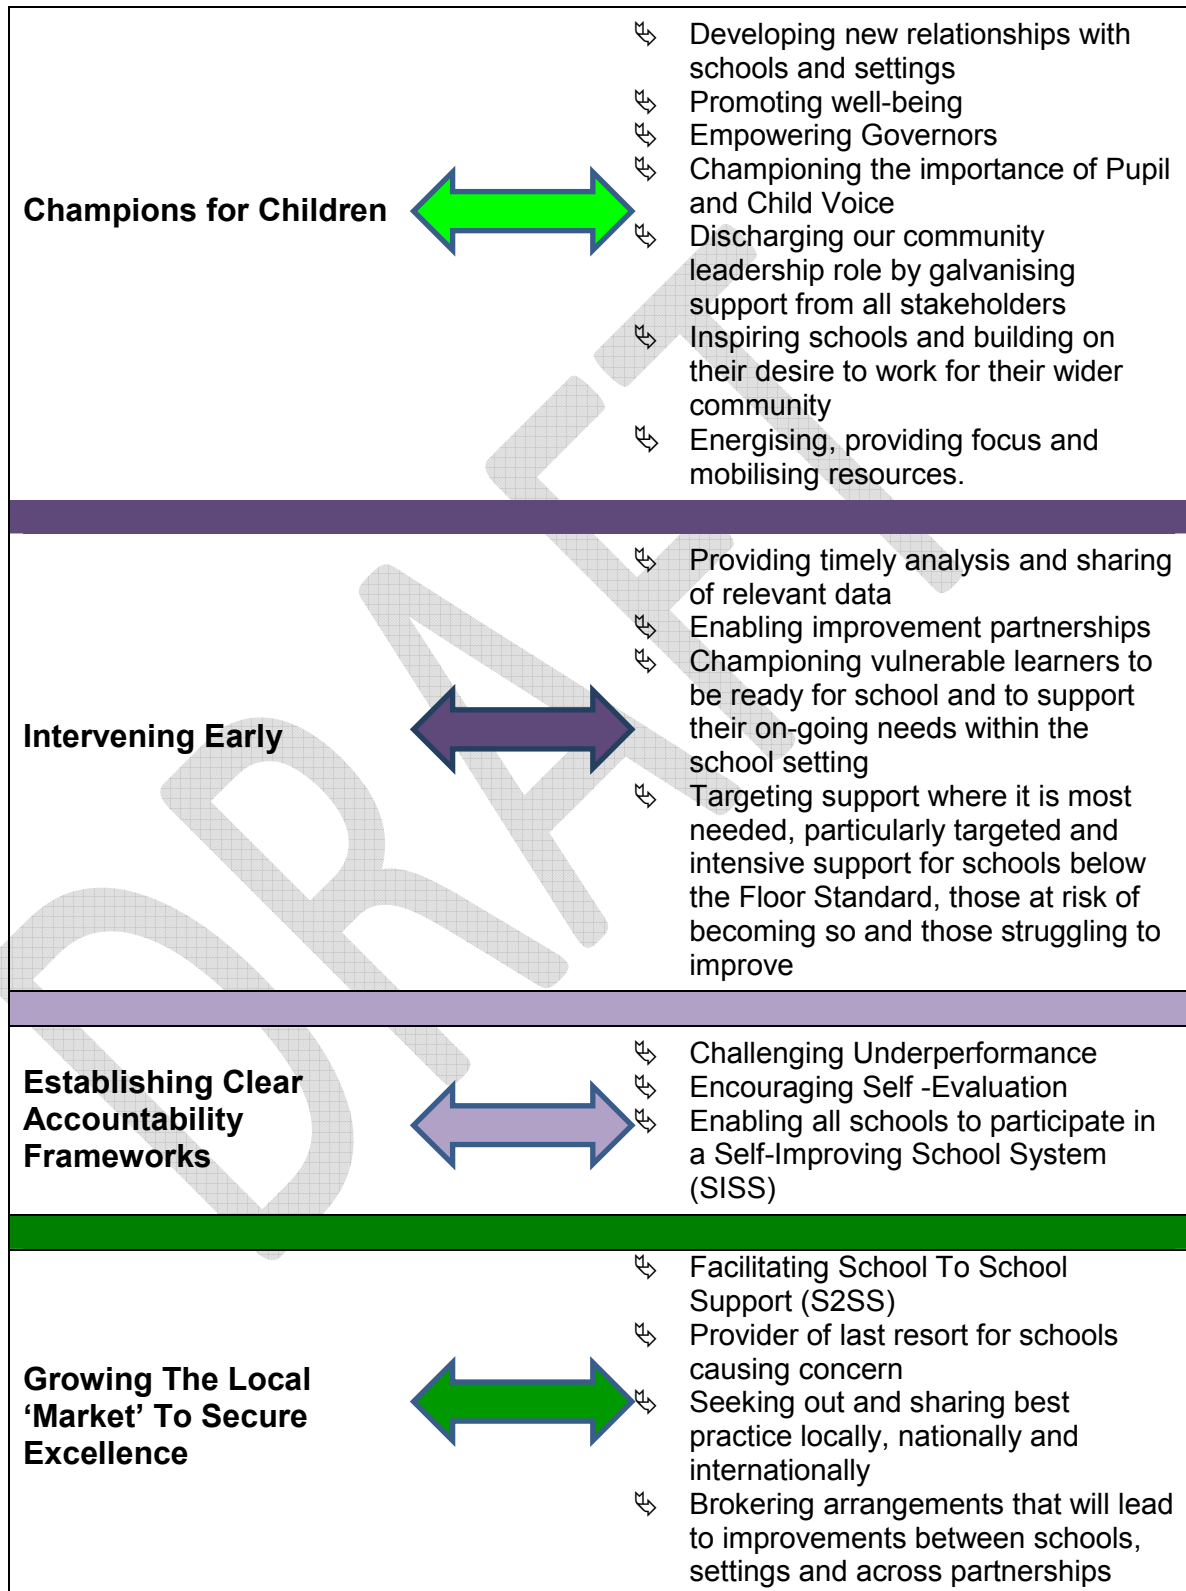 Developing new relationships with
schools and settings
Promoting well-being
Empowering Governors
Championing the importance of Pupil
and Child Voice
Champions for Children
Discharging our community
leadership role by galvanising
support from all stakeholders
Inspiring schools and building on
their desire to work for their wider
community
Energising, providing focus and
mobilising resources.
Providing timely analysis and sharing
of relevant data
Enabling improvement partnerships
Championing vulnerable learners to
be ready for school and to support
their on-going needs within the
school setting
Intervening Early
Targeting support where it is most
needed, particularly targeted and
intensive support for schools below
the Floor Standard, those at risk of
becoming so and those struggling to
improve
Establishing Clear
Accountability
Frameworks
Challenging Underperformance
Encouraging Self -Evaluation
Enabling all schools to participate in
a Self-Improving School System
(SISS)
Growing The Local
‘Market’ To Secure
Excellence
Facilitating School To School
Support (S2SS)
Provider of last resort for schools
causing concern
Seeking out and sharing best
practice locally, nationally and
internationally
Brokering arrangements that will lead
to improvements between schools,
settings and across partnerships
DRAFT